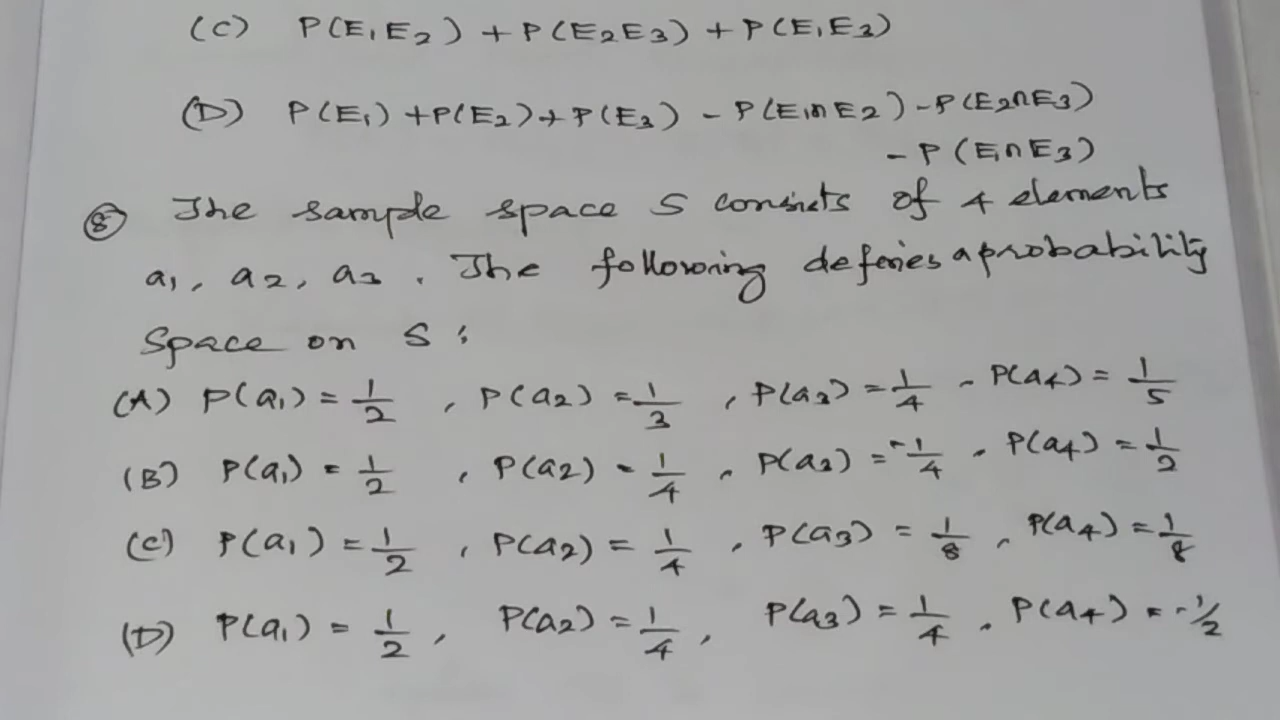 (C) P(E₁E₂) + P(E₂E₃) + P(E₁E₃)
(D) P(E₁) + P(E₂) + P(E₃) - P(E₁∩E₂) - P(E₂∩E₃)
- P(E₁∩E₃)
⑧ The sample space S consists of 4 elements
a₁, a₂, a₃. The following defines a probability
Space on S:
(A) P(a₁) = 1/2, P(a₂) = 1/3, P(a₃) = 1/4, P(a₄) = 1/5
(B) P(a₁) = 1/2, P(a₂) = 1/4, P(a₃) = -1/4, P(a₄) = 1/2
(C) P(a₁) = 1/2, P(a₂) = 1/4, P(a₃) = 1/8, P(a₄) = 1/8
(D) P(a₁) = 1/2, P(a₂) = 1/4, P(a₃) = 1/4, P(a₄) = -1/2